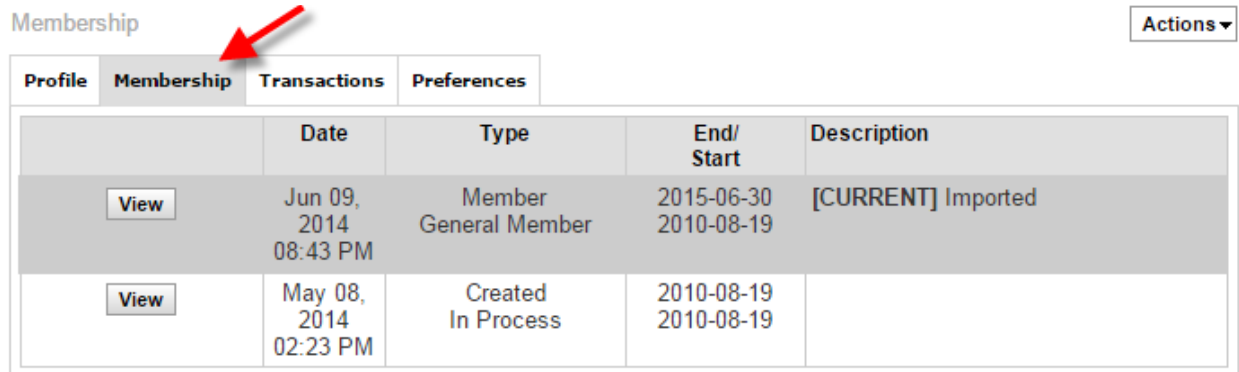 Membership
Actions
Profile Membership Transactions Preferences
Date Type End/ Description
Start
View Jun 09, Member 2015-06-30 [CURRENT] Imported
2014 General Member 2010-08-19
08:43 PM
View May 08, Created 2010-08-19
2014 In Process 2010-08-19
02:23 PM